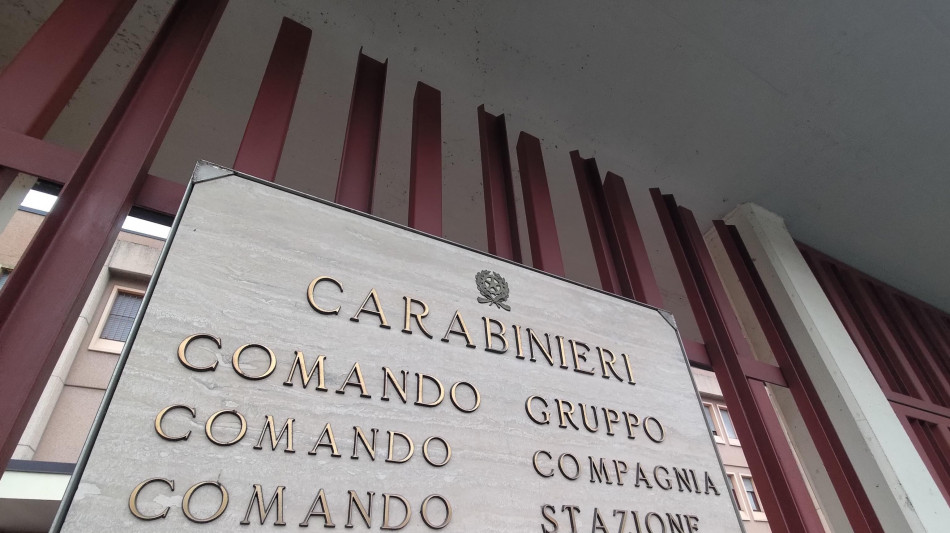 CARABINIERI
COMANDO GRUPPO
COMANDO COMPAGNIA
COMANDO STAZIONE